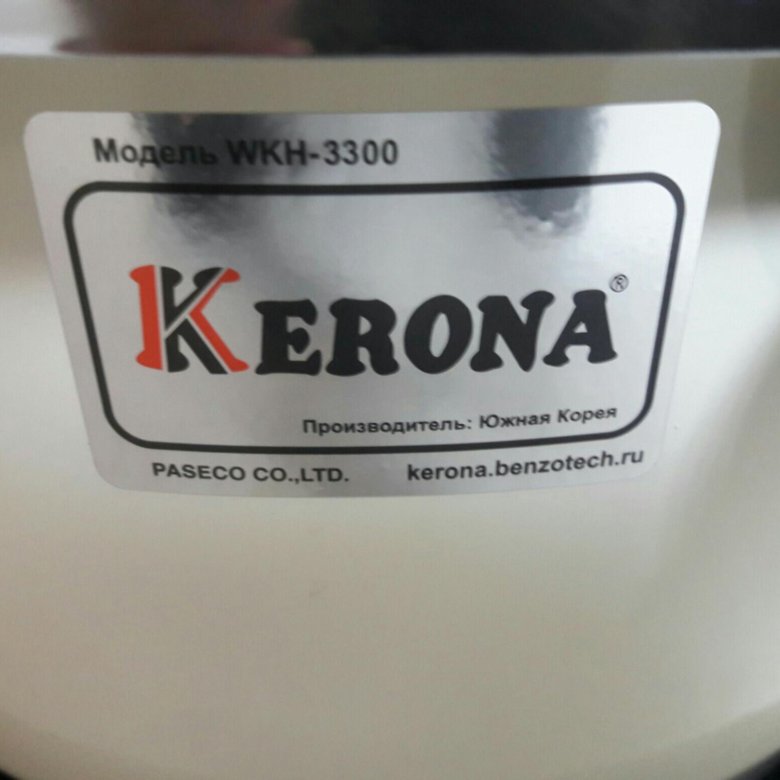 Модель WKH-3300
KERONA®
Производитель: Южная Корея
PASECO CO.,LTD. kerona.benzotech.ru